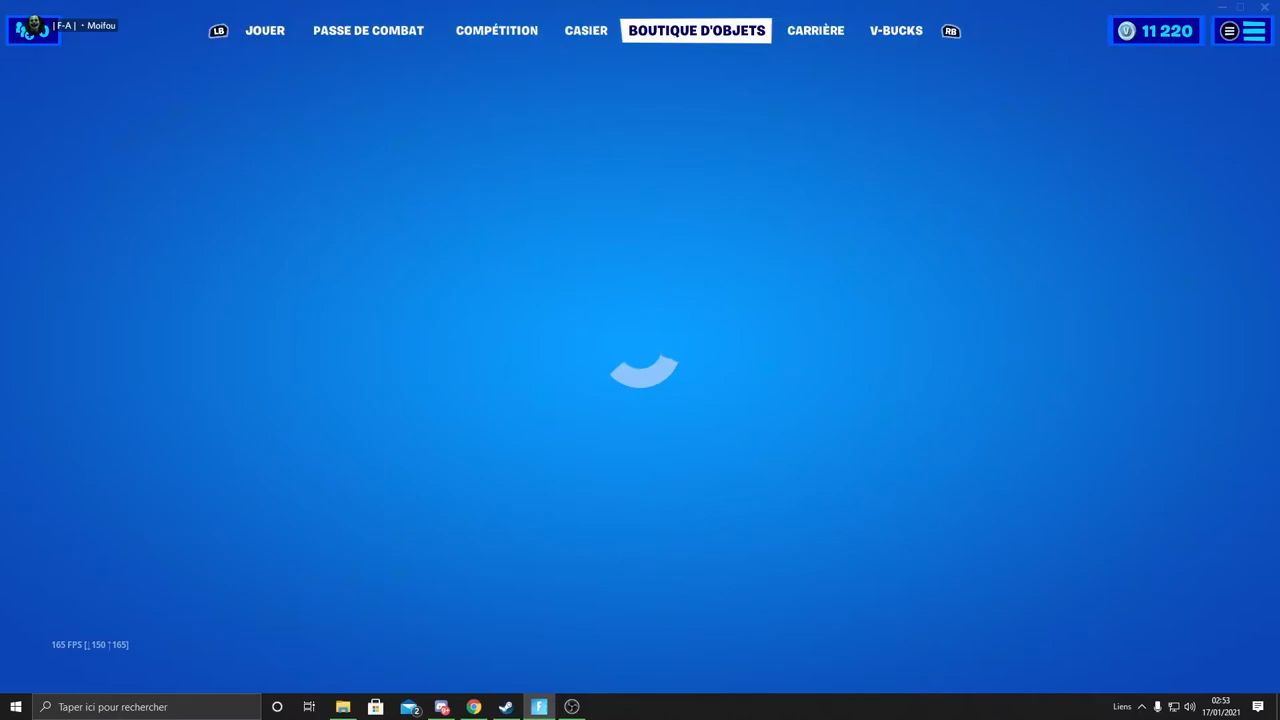 | F-A | ・Moifou
LB JOUER PASSE DE COMBAT COMPÉTITION CASIER BOUTIQUE D'OBJETS CARRIÈRE V-BUCKS RB
11 220
165 FPS [↓150 ↑165]
Taper ici pour rechercher
2
Liens
02:53
17/01/2021